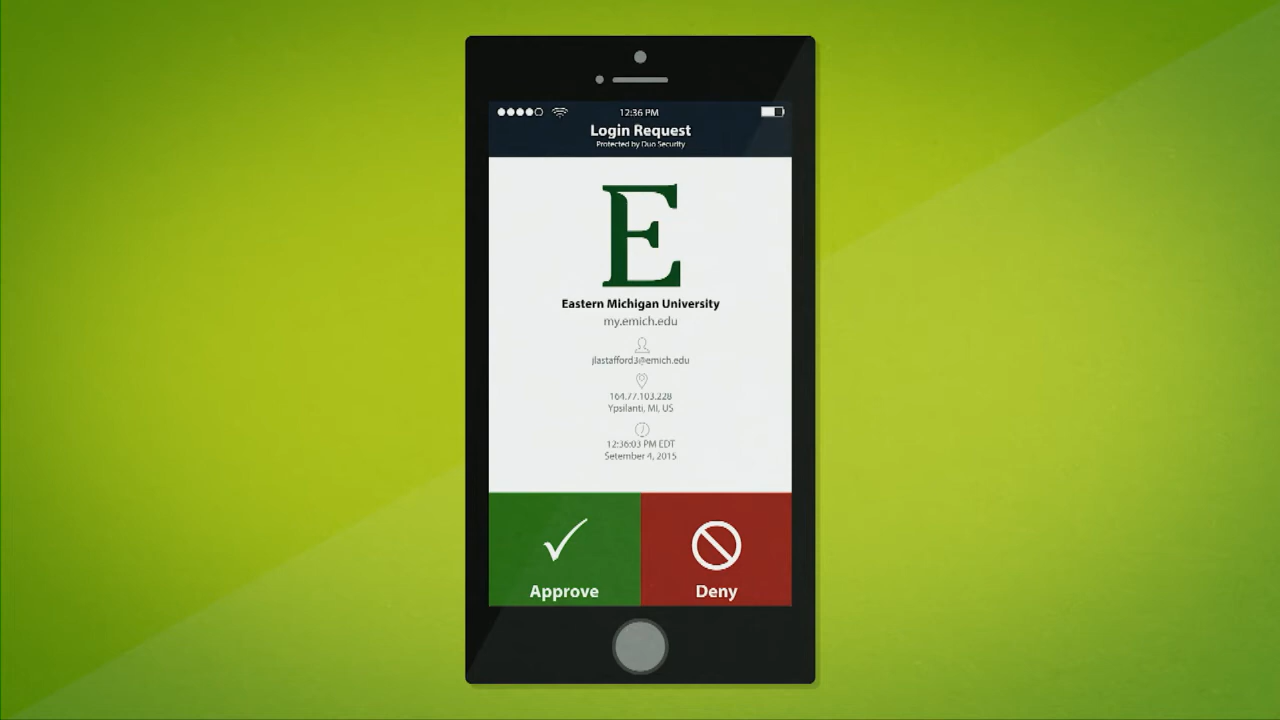 12:36 PM
Login Request
Protected by Duo Security
E
Eastern Michigan University
my.emich.edu
jlastafford3@emich.edu
164.77.103.228
Ypsilanti, MI, US
12:36:03 PM EDT
Setember 4, 2015
Approve
Deny